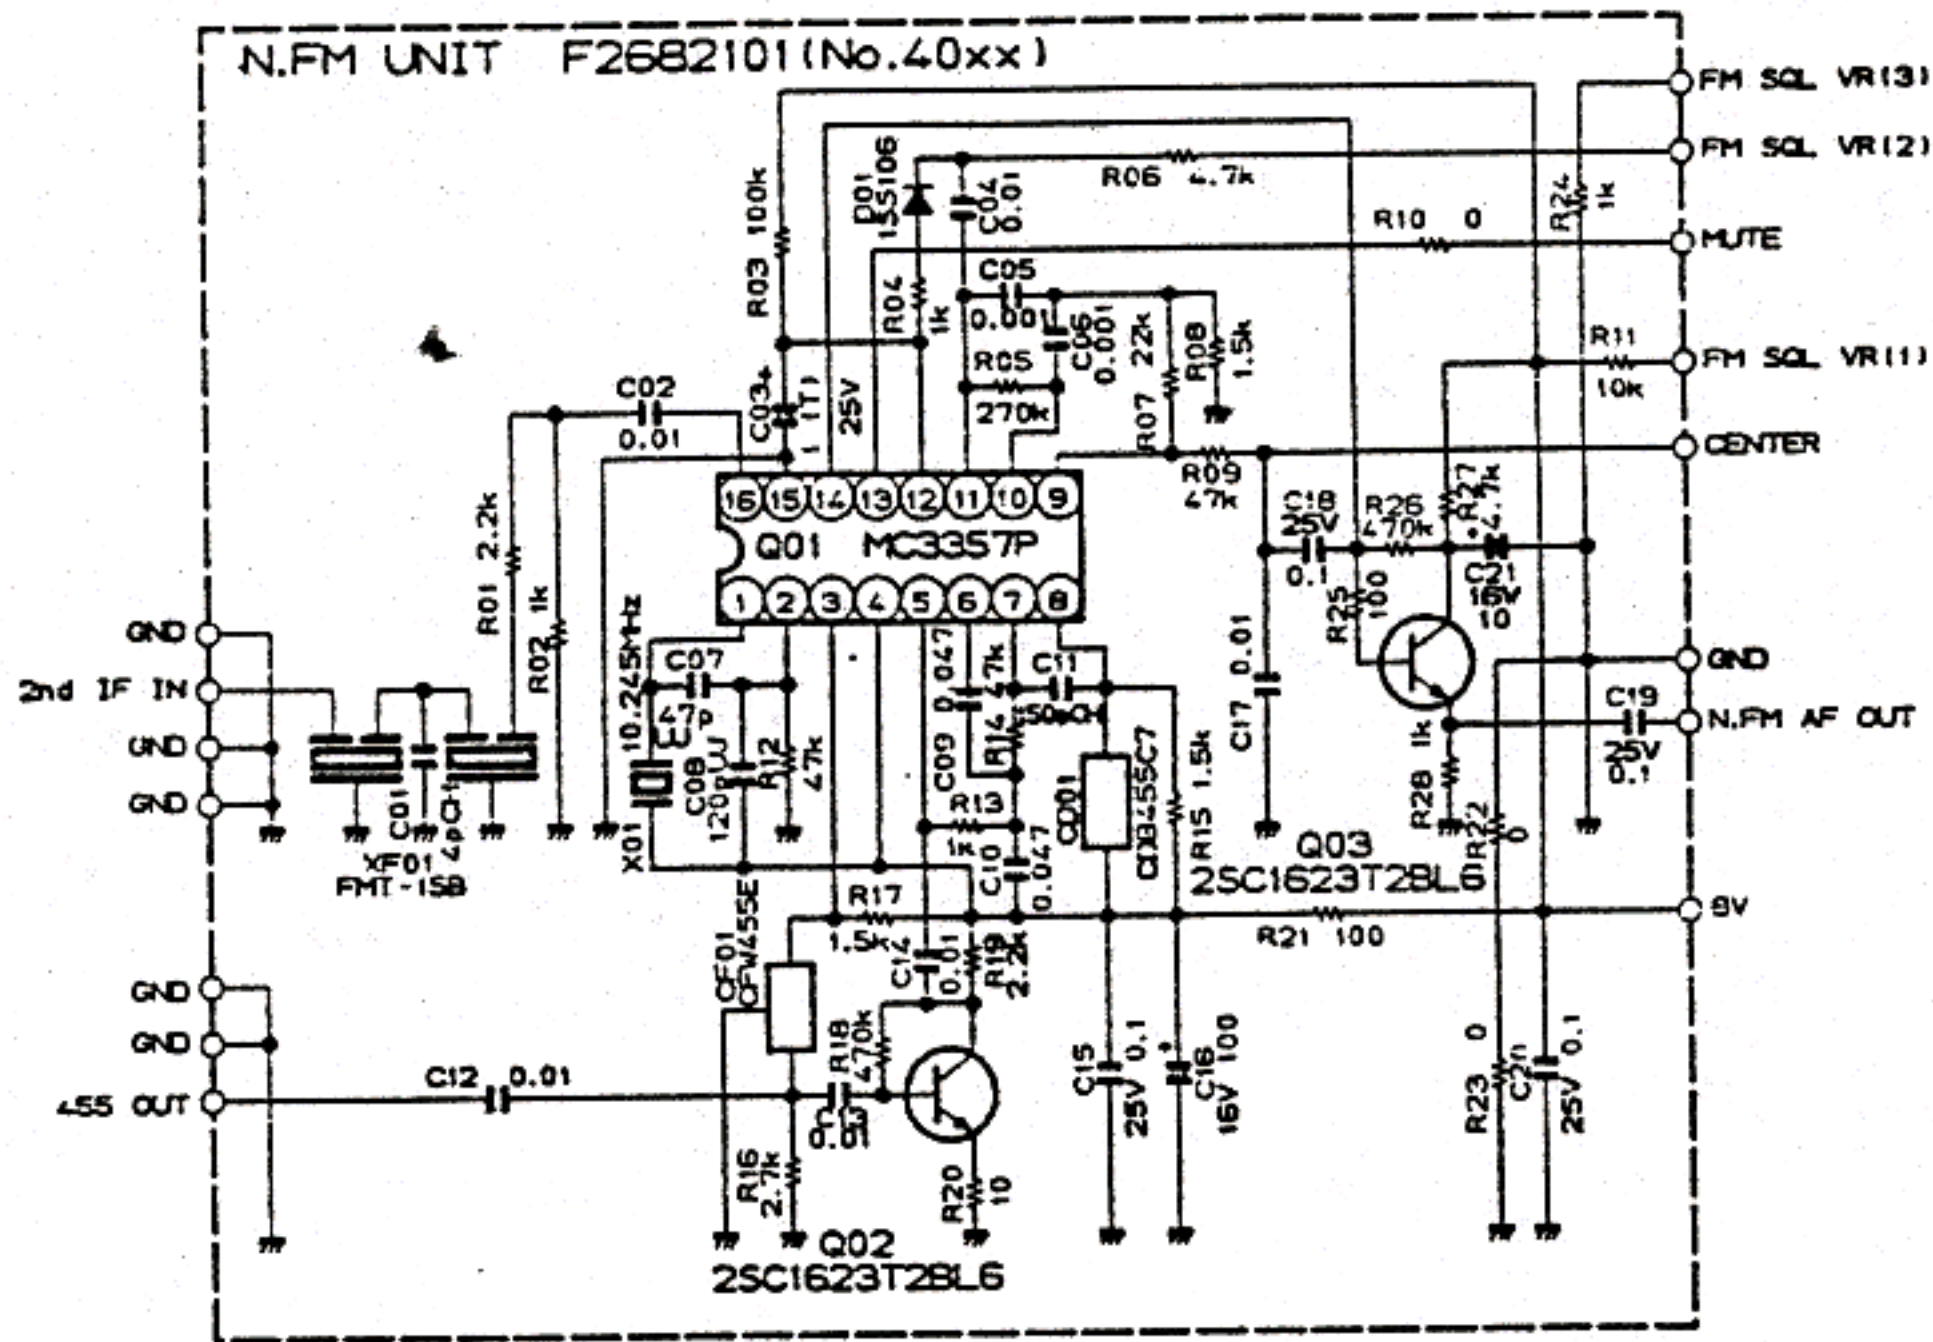 N.FM UNIT F2682101(No.40xx)
FM SQL VR(3)
FM SQL VR(2)
MUTE
FM SQL VR(1)
CENTER
GND
N.FM AF OUT
8V
GND
2nd IF IN
GND
GND
GND
GND
455 OUT
R03 100k
D01
1SS106
C04
0.01
R06 4.7k
R24
1k
R10 0
R04
1k
C05
0.001
C06
0.001
R05
270k
R07 22k
R08
1.5k
R11
10k
C03
1 (T)
25V
C02
0.01
R01 2.2k
R02 1k
R09
47k
16 15 14 13 12 11 10 9
Q01 MC3357P
1 2 3 4 5 6 7 8
C18
25V
0.1
R26
470k
R27
4.7k
C21
16V
10
R25
100
C17 0.01
X01 10.245MHz
C07
47p
C08
120pUJ
R12
47k
C09 0.047
R14 47k
C11
R13
1k
C10
0.047
CD01
CDB455C7
R15 1.5k
Q03
2SC1623T2BL6
R28 1k
C19
25V
0.1
R22
0
XF01
FMT-15B
C01
4pCH
R17
1.5k
CF01
CFW455E
C14
0.01
R19
2.2k
R21 100
R18
470k
C12 0.01
0.01
R16
2.7k
R20
10
Q02
2SC1623T2BL6
C15
25V 0.1
C16
16V 100
R23 0
C20
25V 0.1